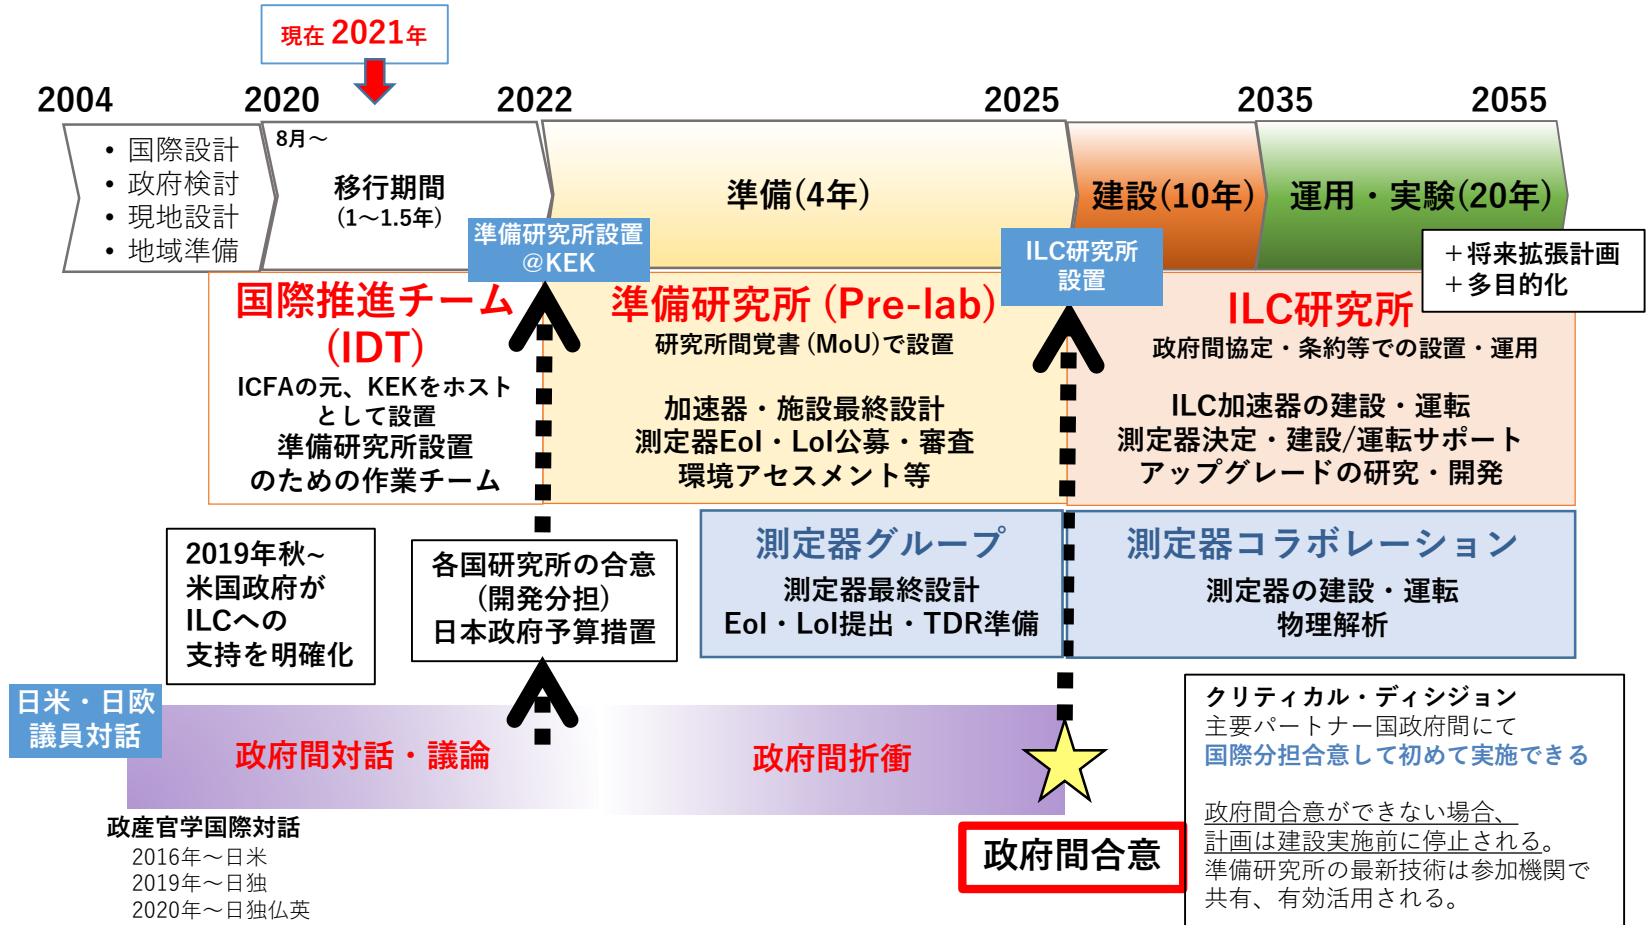 現在 2021年
2004
2020
2022
2025
2035
2055
• 国際設計
• 政府検討
• 現地設計
• 地域準備
8月～
移行期間
(1～1.5年)
準備(4年)
建設(10年)
運用・実験(20年)
準備研究所設置
@KEK
ILC研究所
設置
＋将来拡張計画
＋多目的化
国際推進チーム
(IDT)
ICFAの元、KEKをホスト
として設置
準備研究所設置
のための作業チーム
準備研究所 (Pre-lab)
研究所間覚書 (MoU)で設置
加速器・施設最終設計
測定器EoI・LoI公募・審査
環境アセスメント等
ILC研究所
政府間協定・条約等での設置・運用
ILC加速器の建設・運転
測定器決定・建設/運転サポート
アップグレードの研究・開発
2019年秋~
米国政府が
ILCへの
支持を明確化
各国研究所の合意
(開発分担)
日本政府予算措置
測定器グループ
測定器最終設計
EoI・LoI提出・TDR準備
測定器コラボレーション
測定器の建設・運転
物理解析
日米・日欧
議員対話
政府間対話・議論
政府間折衝
政府間合意
政産官学国際対話
2016年～日米
2019年～日独
2020年～日独仏英
クリティカル・ディシジョン
主要パートナー国政府間にて
国際分担合意して初めて実施できる
政府間合意ができない場合、
計画は建設実施前に停止される。
準備研究所の最新技術は参加機関で
共有、有効活用される。